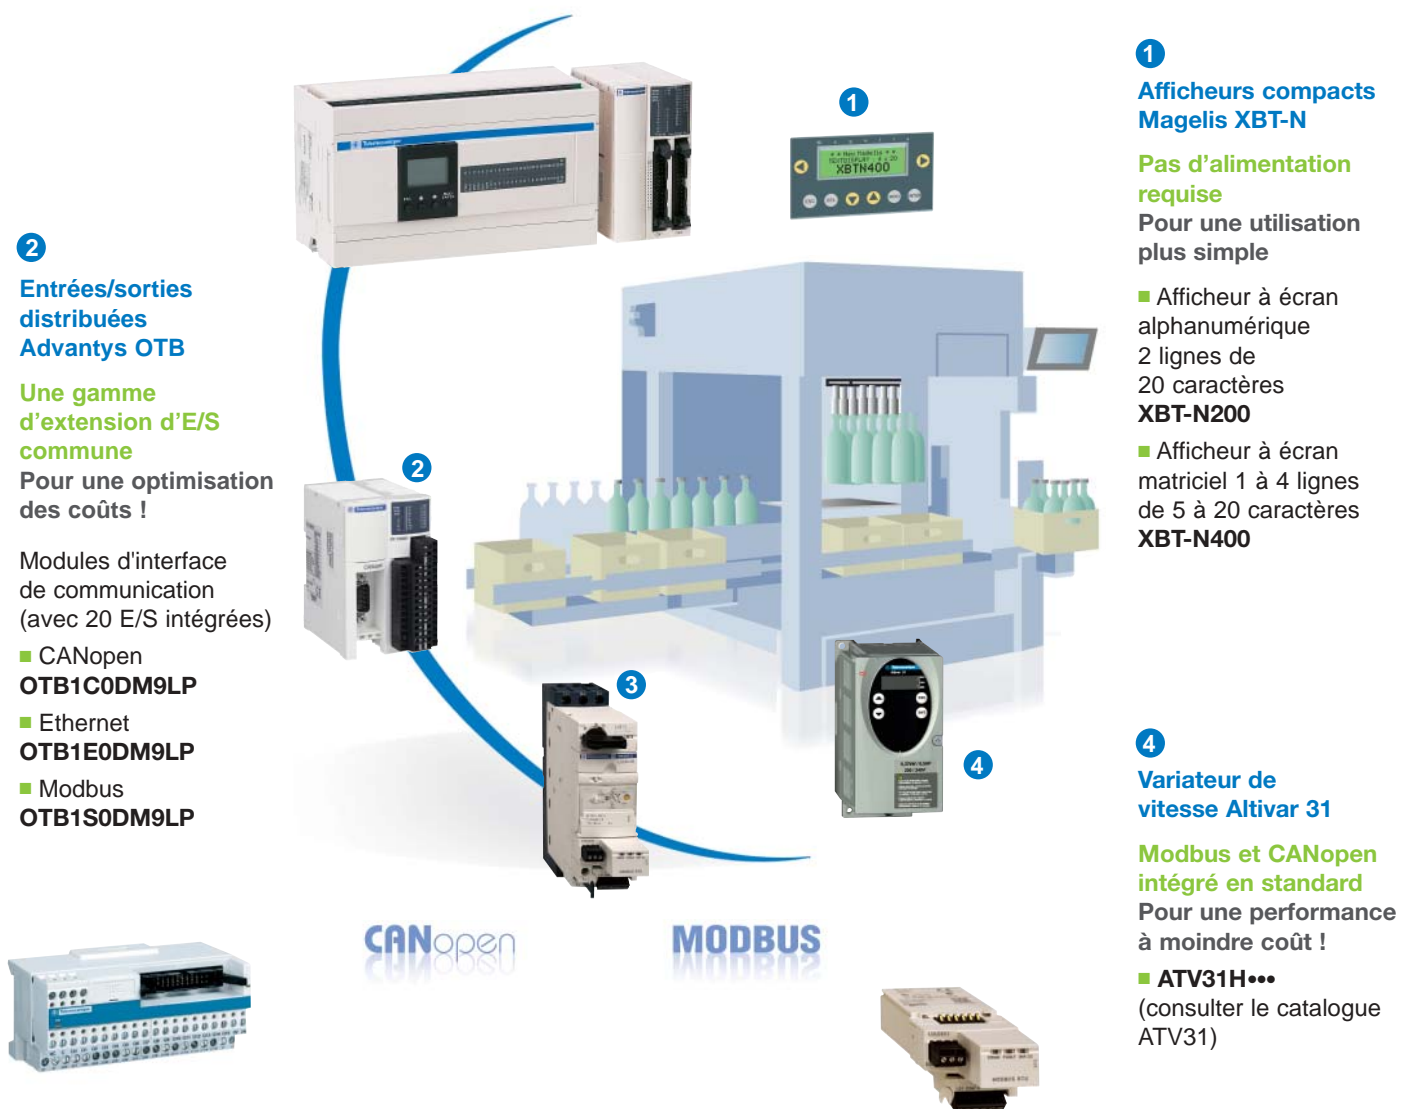 1
Afficheurs compacts
Magelis XBT-N
Pas d'alimentation
requise
Pour une utilisation
plus simple
■ Afficheur à écran
alphanumérique
2 lignes de
20 caractères
XBT-N200
■ Afficheur à écran
matriciel 1 à 4 lignes
de 5 à 20 caractères
XBT-N400
1
XBTN400
2
Entrées/sorties
distribuées
Advantys OTB
Une gamme
d'extension d'E/S
commune
Pour une optimisation
des coûts !
Modules d'interface
de communication
(avec 20 E/S intégrées)
■ CANopen
OTB1C0DM9LP
■ Ethernet
OTB1E0DM9LP
■ Modbus
OTB1S0DM9LP
2
3
4
4
Variateur de
vitesse Altivar 31
Modbus et CANopen
intégré en standard
Pour une performance
à moindre coût !
■ ATV31H•••
(consulter le catalogue
ATV31)
CANopen
MODBUS